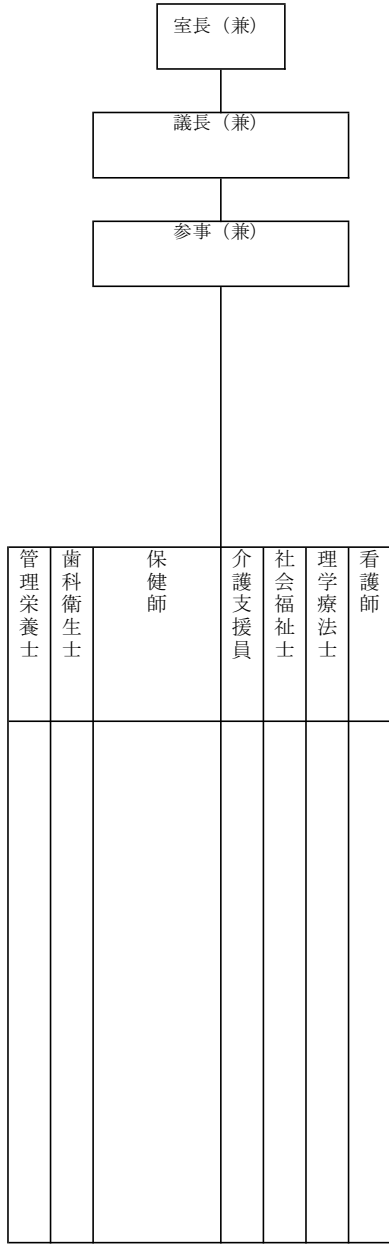 室長（兼）
議長（兼）
参事（兼）
管理栄養士
歯科衛生士
保健師
介護支援員
社会福祉士
理学療法士
看護師